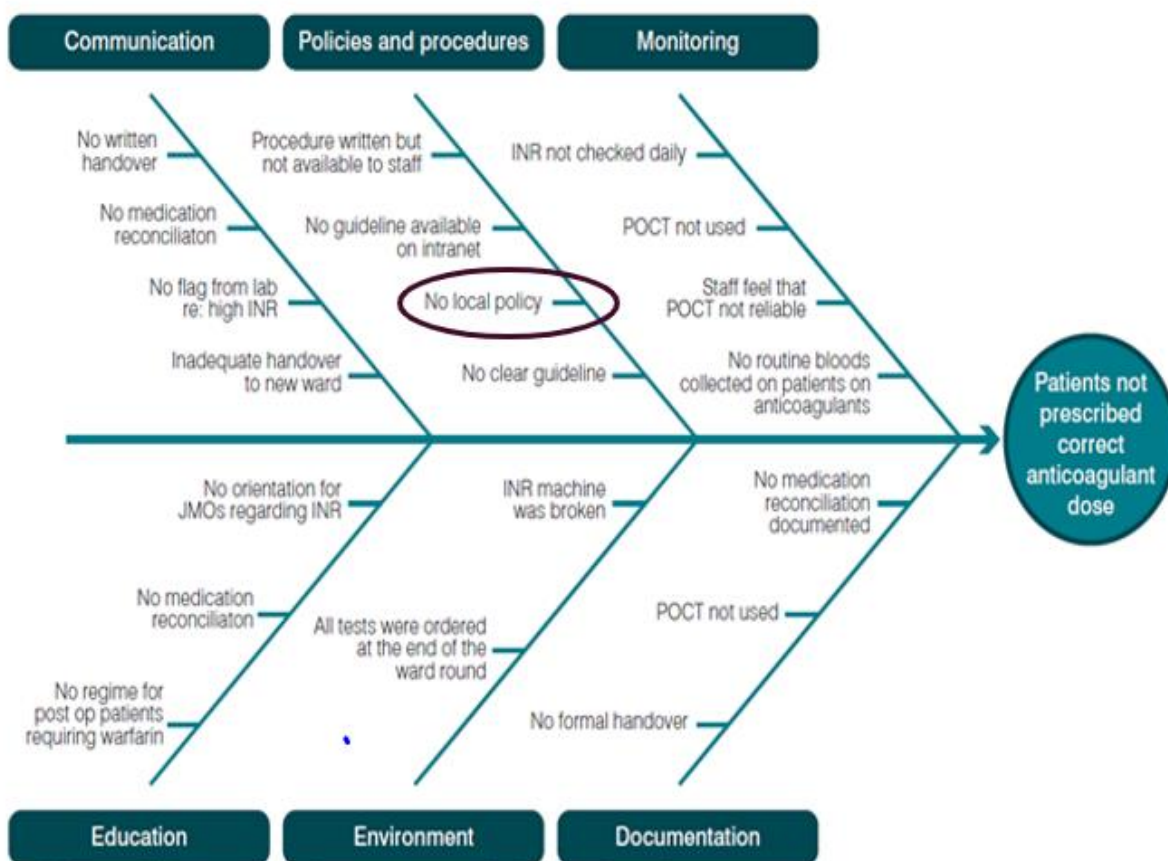 Communication
Policies and procedures
Monitoring
No written
handover
No medication
reconciliaton
No flag from lab
re: high INR
Inadequate handover
to new ward
Procedure written but
not available to staff
No guideline available
on intranet
No local policy
No clear guideline
INR not checked daily
POCT not used
Staff feel that
POCT not reliable
No routine bloods
collected on patients on
anticoagulants
Patients not
prescribed
correct
anticoagulant
dose
No orientation for
JMOs regarding INR
No medication
reconciliaton
No regime for
post op patients
requiring warfarin
INR machine
was broken
All tests were ordered
at the end of the
ward round
No medication
reconciliation
documented
POCT not used
No formal handover
Education
Environment
Documentation